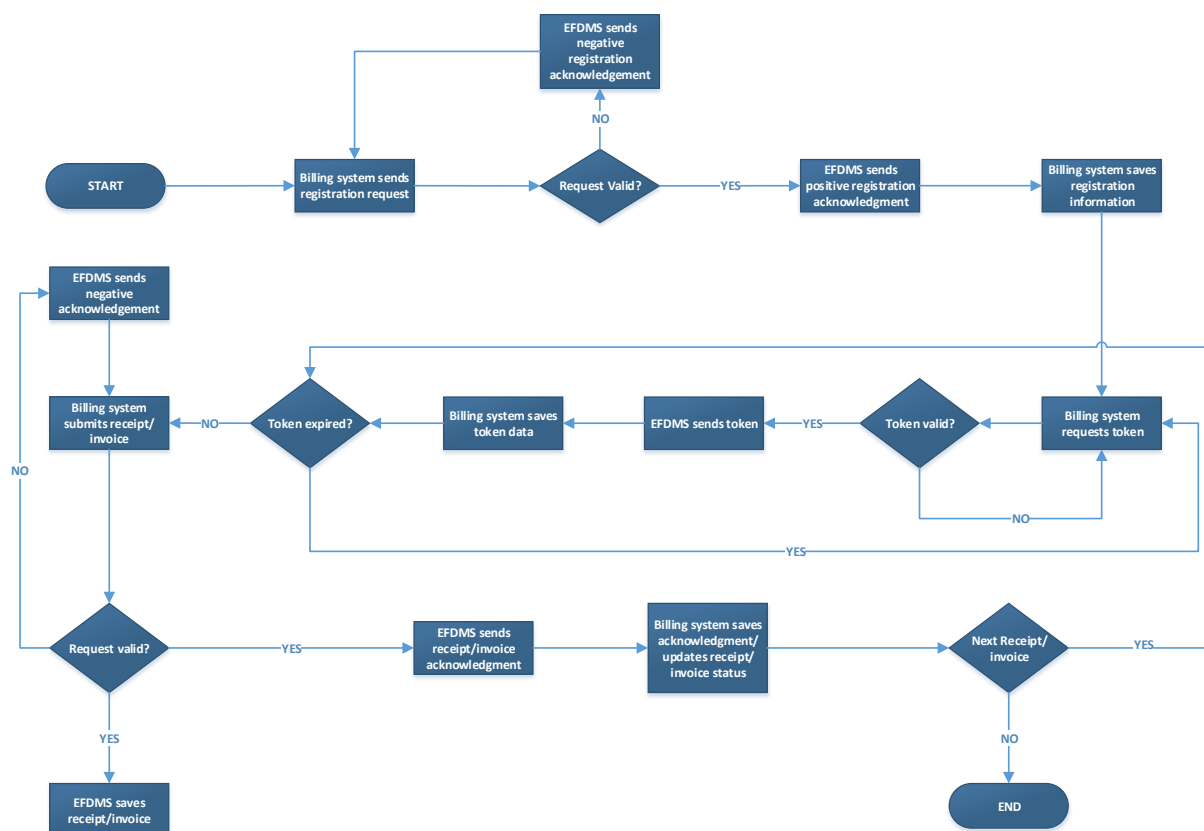 EFDMS sends
negative
registration
acknowledgement
NO
START
Billing system sends
registration request
Request Valid?
YES
EFDMS sends
positive registration
acknowledgment
Billing system saves
registration
information
EFDMS sends
negative
acknowledgement
Billing system
submits receipt/
invoice
NO
Token expired?
Billing system saves
token data
EFDMS sends token
YES
Token valid?
Billing system
requests token
NO
NO
YES
Request valid?
YES
EFDMS sends
receipt/invoice
acknowledgment
Billing system saves
acknowledgment/
updates receipt/
invoice status
Next Receipt/
invoice
YES
YES
NO
EFDMS saves
receipt/invoice
END